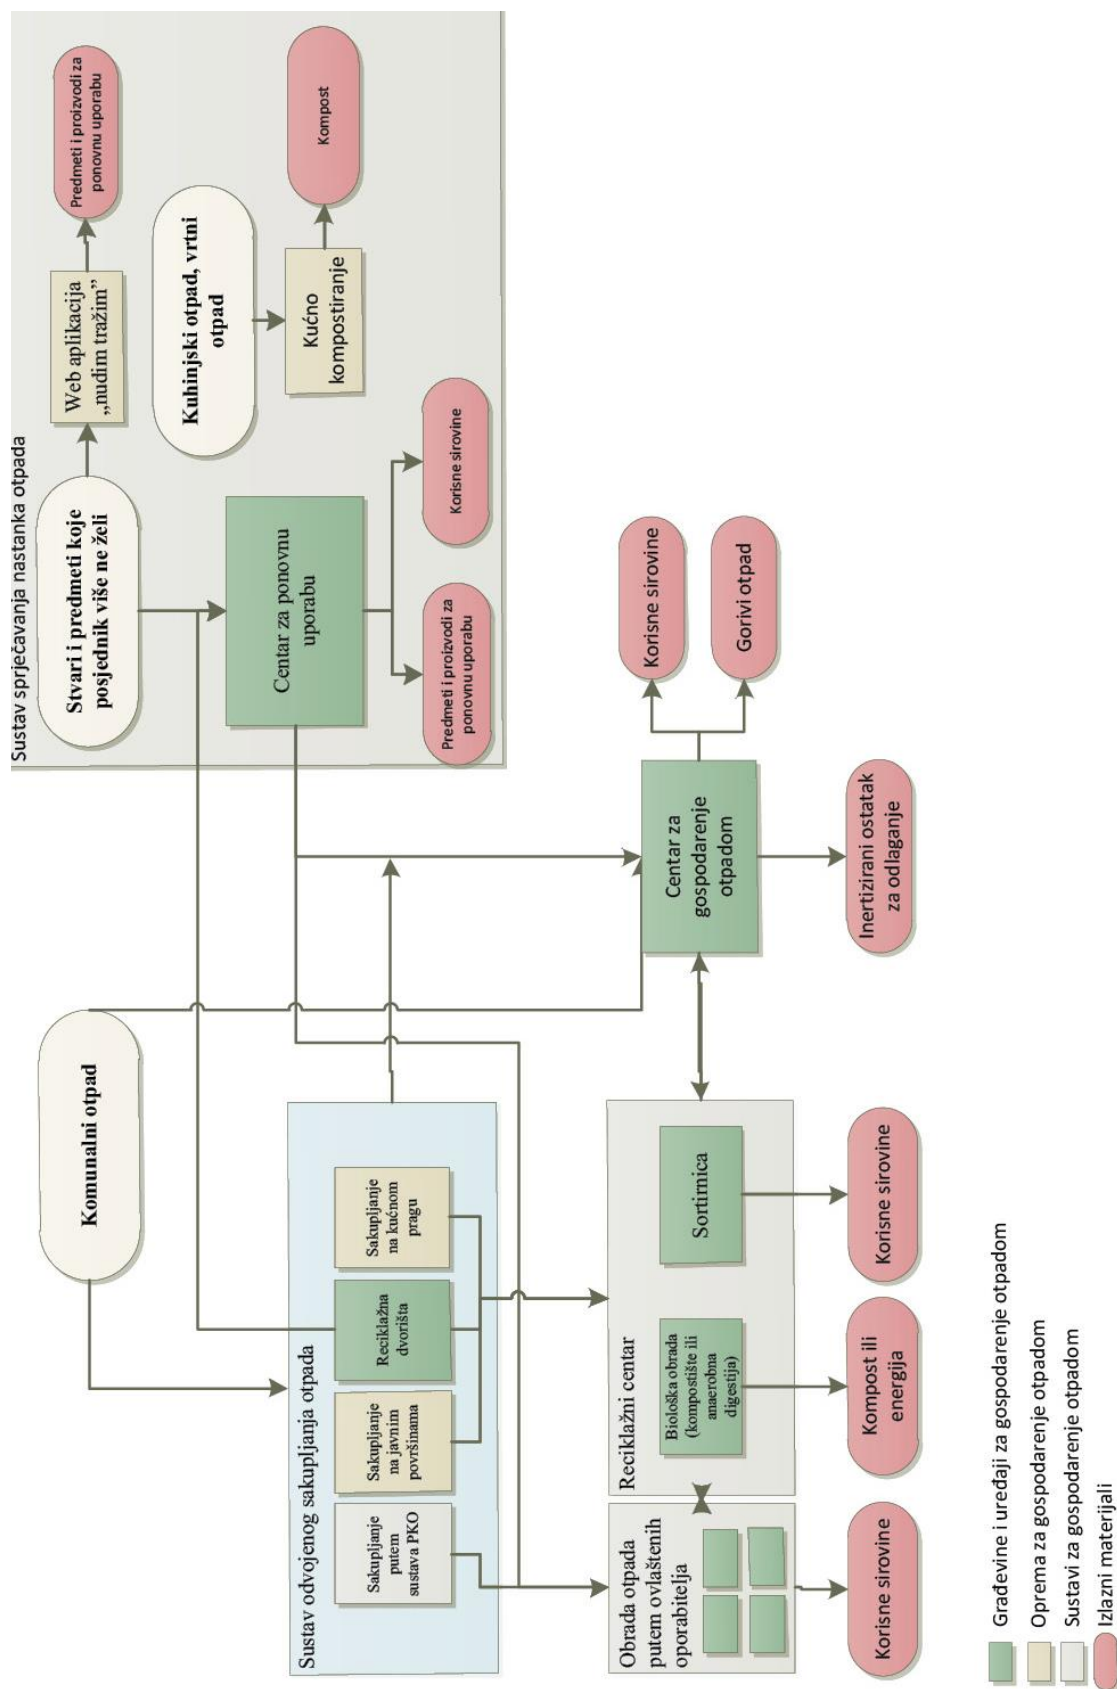 Komunalni otpad
Sustav sprječavanja nastanka otpada
Stvari i predmeti koje
posjednik više ne želi
Web aplikacija
„nudim tražim”
Predmeti i proizvodi za
ponovnu uporabu
Kuhinjski otpad, vrtni
otpad
Kućno
kompostiranje
Kompost
Centar za ponovnu
uporabu
Predmeti i proizvodi za
ponovnu uporabu
Korisne sirovine
Sustav odvojenog sakupljanja otpada
Sakupljanje
putem
sustava PKO
Sakupljanje
na javnim
površinama
Reciklažna
dvorišta
Sakupljanje
na kućnom
pragu
Obrada otpada
putem ovlaštenih
oporabitelja
Reciklažni centar
Biološka obrada
(kompostište ili
anaerobna
digestija)
Sortirnica
Centar za
gospodarenje
otpadom
Korisne sirovine
Gorivi otpad
Korisne sirovine
Kompost ili
energija
Korisne sirovine
Inertizirani ostatak
za odlaganje
Građevine i uređaji za gospodarenje otpadom
Oprema za gospodarenje otpadom
Sustavi za gospodarenje otpadom
Izlazni materijali